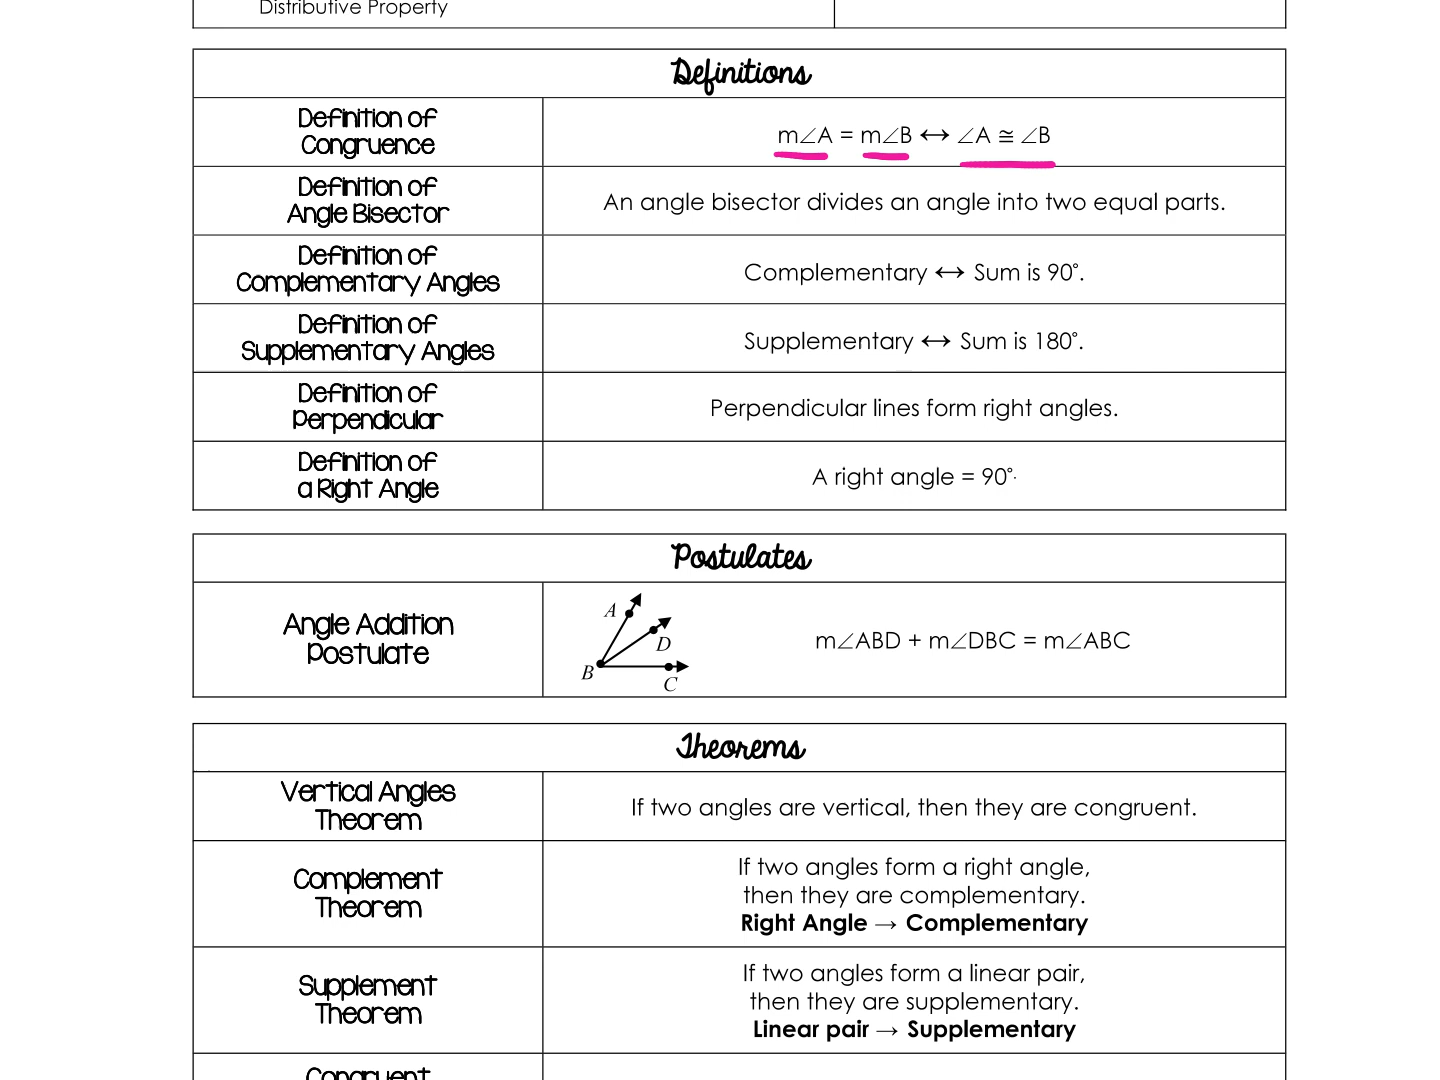 Distributive Property
Definitions
Definition of
Congruence
m∠A = m∠B ↔ ∠A ≅ ∠B
Definition of
Angle Bisector
An angle bisector divides an angle into two equal parts.
Definition of
Complementary Angles
Complementary ↔ Sum is 90°.
Definition of
Supplementary Angles
Supplementary ↔ Sum is 180°.
Definition of
Perpendicular
Perpendicular lines form right angles.
Definition of
a Right Angle
A right angle = 90°.
Postulates
Angle Addition
Postulate
A
D
B
C
m∠ABD + m∠DBC = m∠ABC
Theorems
Vertical Angles
Theorem
If two angles are vertical, then they are congruent.
Complement
Theorem
If two angles form a right angle,
then they are complementary.
Right Angle → Complementary
Supplement
Theorem
If two angles form a linear pair,
then they are supplementary.
Linear pair → Supplementary
Congruent